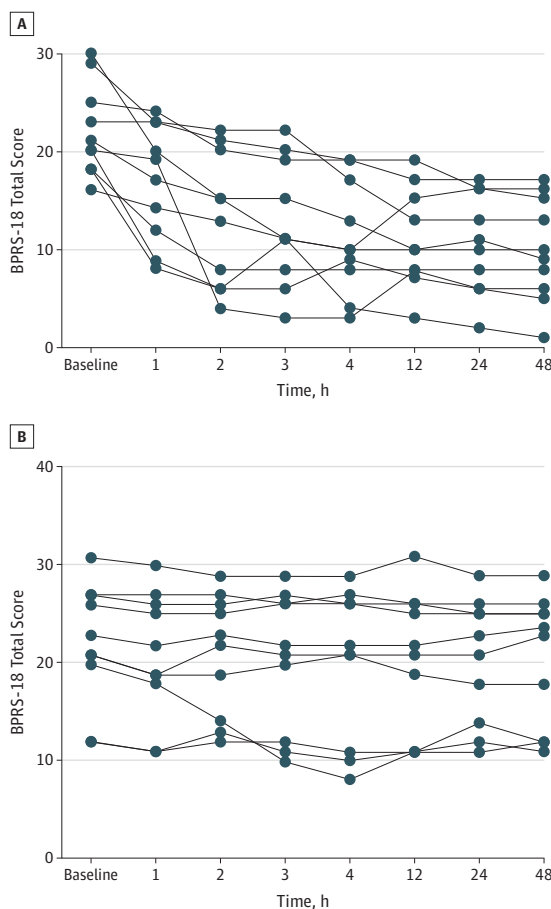 A
30
20
10
0
BPRS-18 Total Score
Baseline 1 2 3 4 12 24 48
Time, h
B
40
30
20
10
0
BPRS-18 Total Score
Baseline 1 2 3 4 12 24 48
Time, h